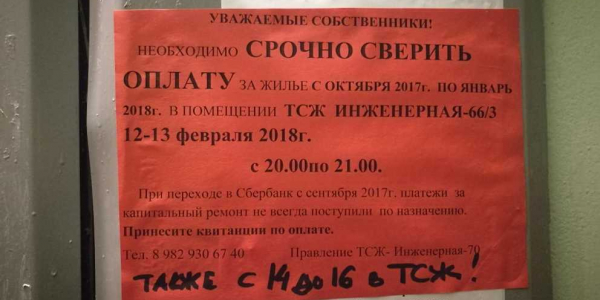 УВАЖАЕМЫЕ СОБСТВЕННИКИ!
НЕОБХОДИМО СРОЧНО СВЕРИТЬ
ОПЛАТУ ЗА ЖИЛЬЕ С ОКТЯБРЯ 2017г. ПО ЯНВАРЬ
2018г. В ПОМЕЩЕНИИ ТСЖ ИНЖЕНЕРНАЯ-66/3
12-13 февраля 2018г.
с 20.00по 21.00.
При переходе в Сбербанк с сентября 2017г. платежи за
капитальный ремонт не всегда поступили по назначению.
Принесите квитанции по оплате.
Тел. 8 982 930 67 40 Правление ТСЖ- Инженерная-70
ТАКЖЕ С 14 до 16 в ТСЖ!